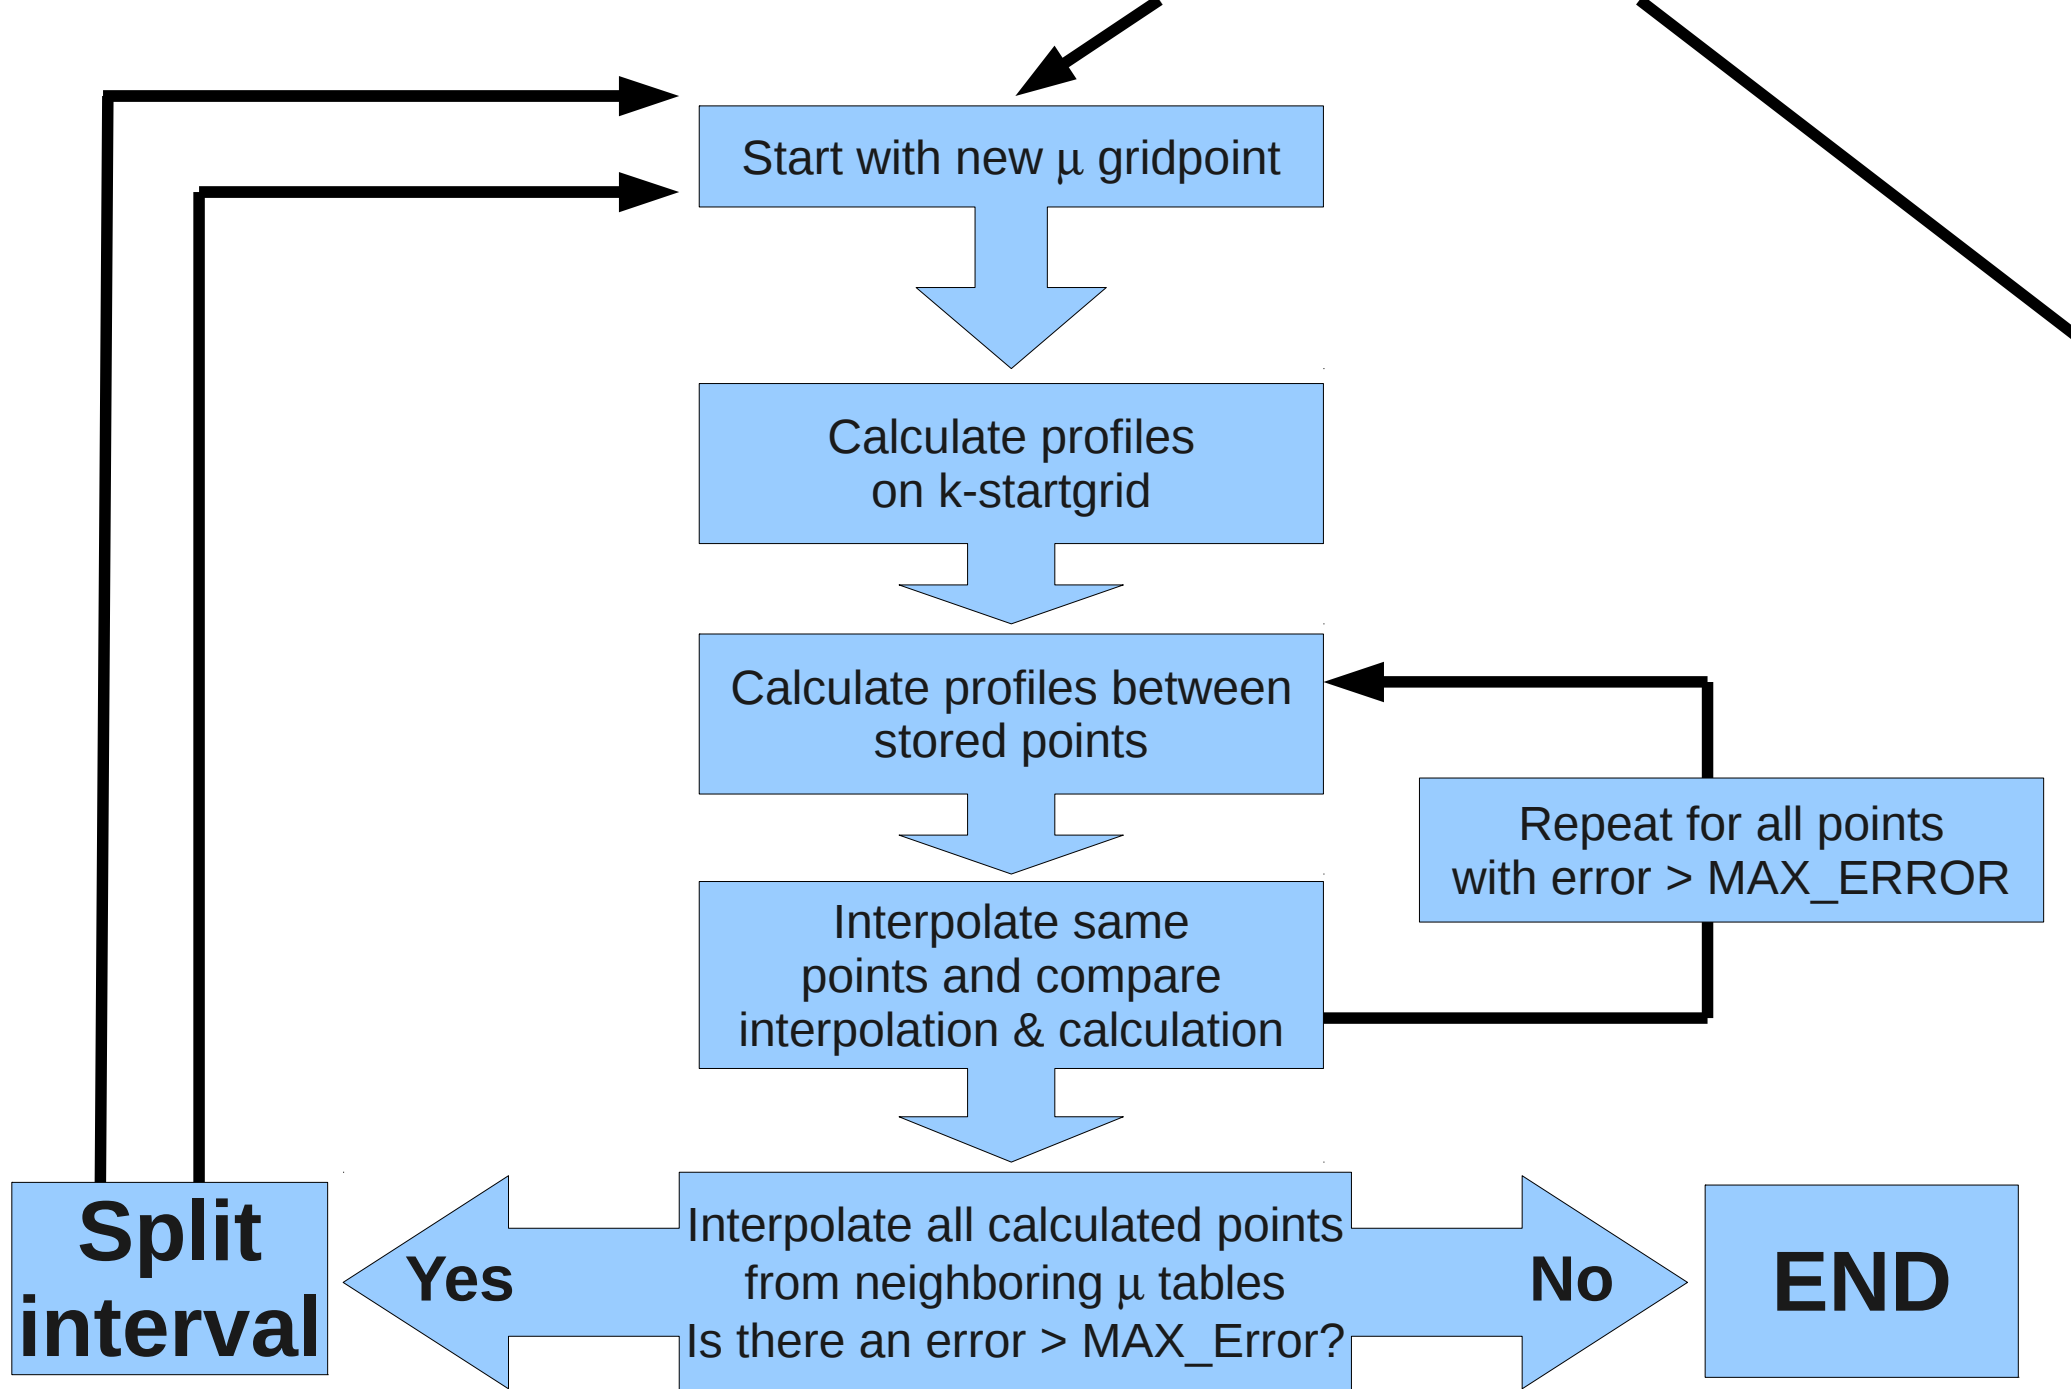 Start with new μ gridpoint
Calculate profiles
on k-startgrid
Calculate profiles between
stored points
Repeat for all points
with error > MAX_ERROR
Interpolate same
points and compare
interpolation & calculation
Split
interval
Yes
Interpolate all calculated points
from neighboring μ tables
Is there an error > MAX_Error?
No
END